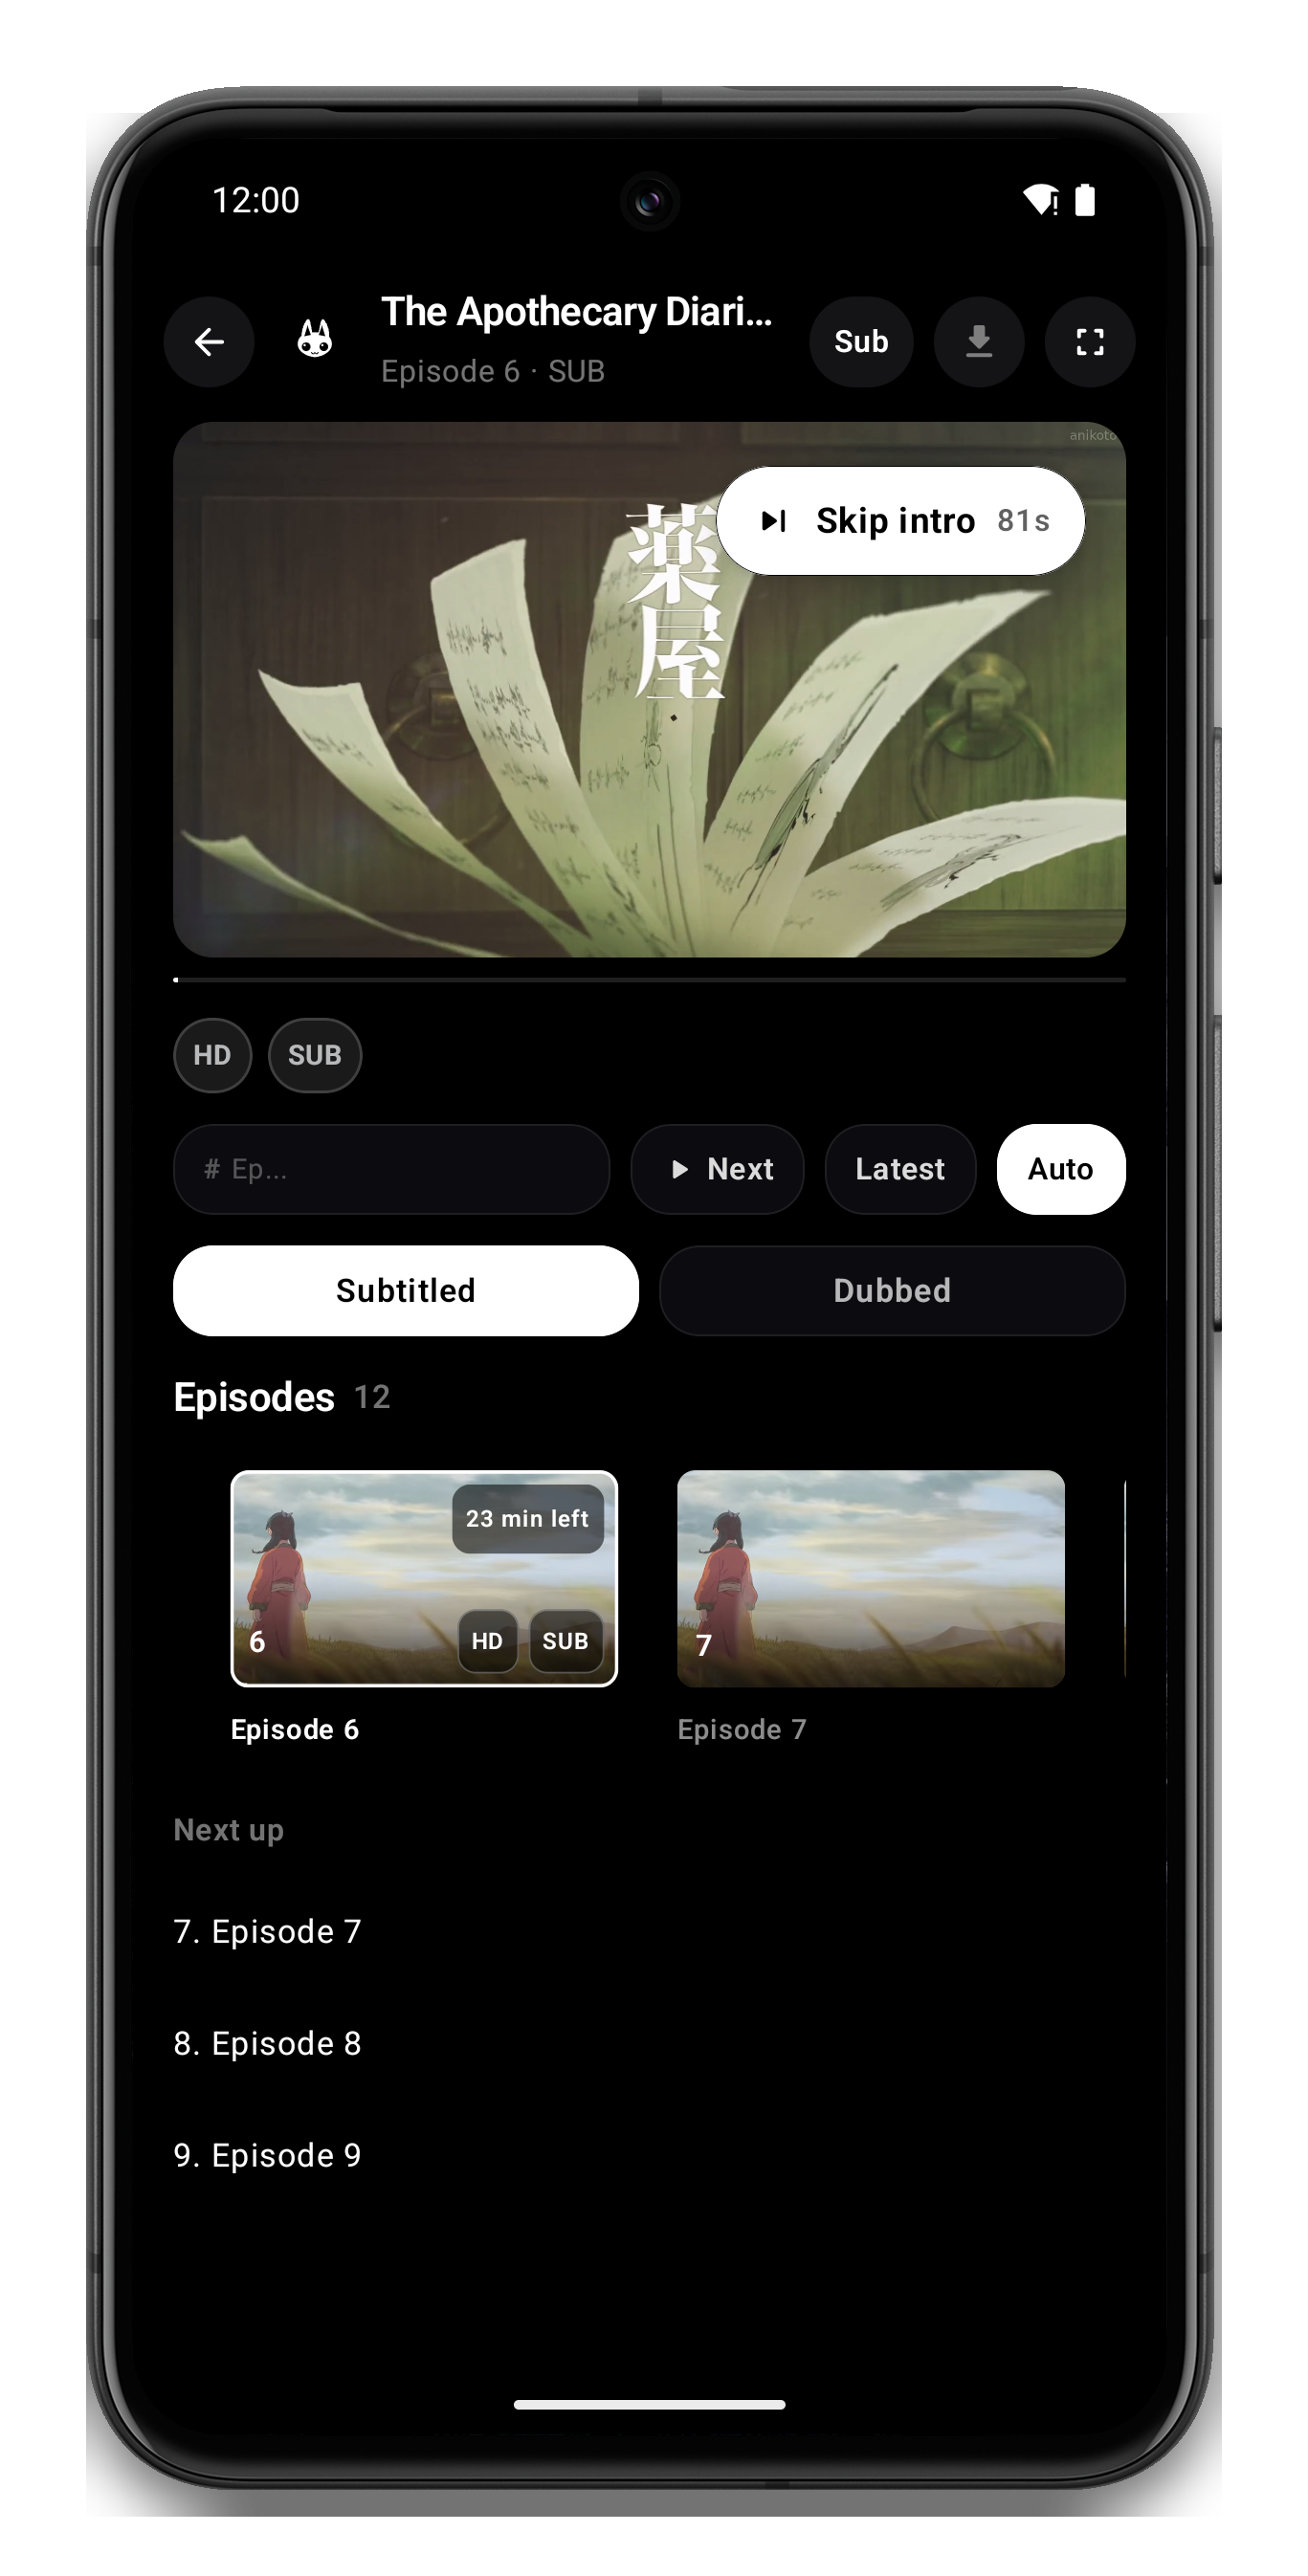 12:00
The Apothecary Diari...
Episode 6 · SUB
Sub
anikoto
Skip intro 81s
薬屋
HD SUB
# Ep...
Next
Latest
Auto
Subtitled
Dubbed
Episodes 12
23 min left
6
HD SUB
7
Episode 6
Episode 7
Next up
7. Episode 7
8. Episode 8
9. Episode 9